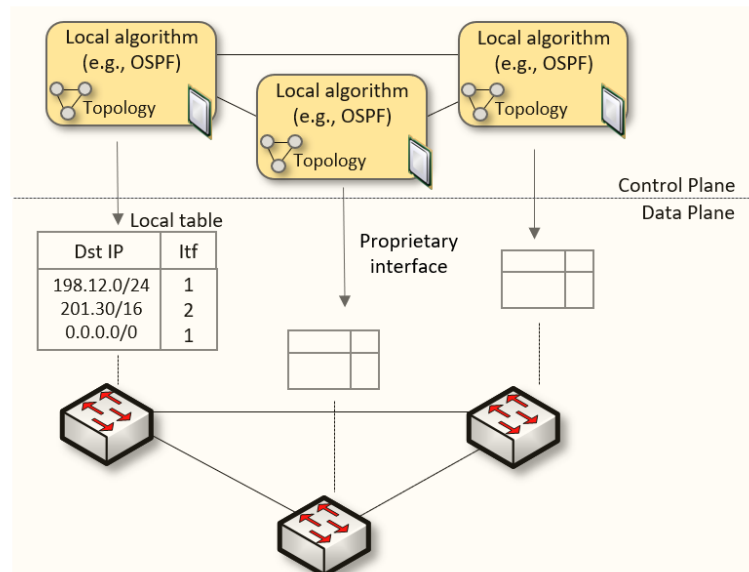 Local algorithm
(e.g., OSPF)
Topology
Local algorithm
(e.g., OSPF)
Topology
Local algorithm
(e.g., OSPF)
Topology
Control Plane
Data Plane
Local table
Dst IP Itf
198.12.0/24 1
201.30/16 2
0.0.0.0/0 1
Proprietary
interface